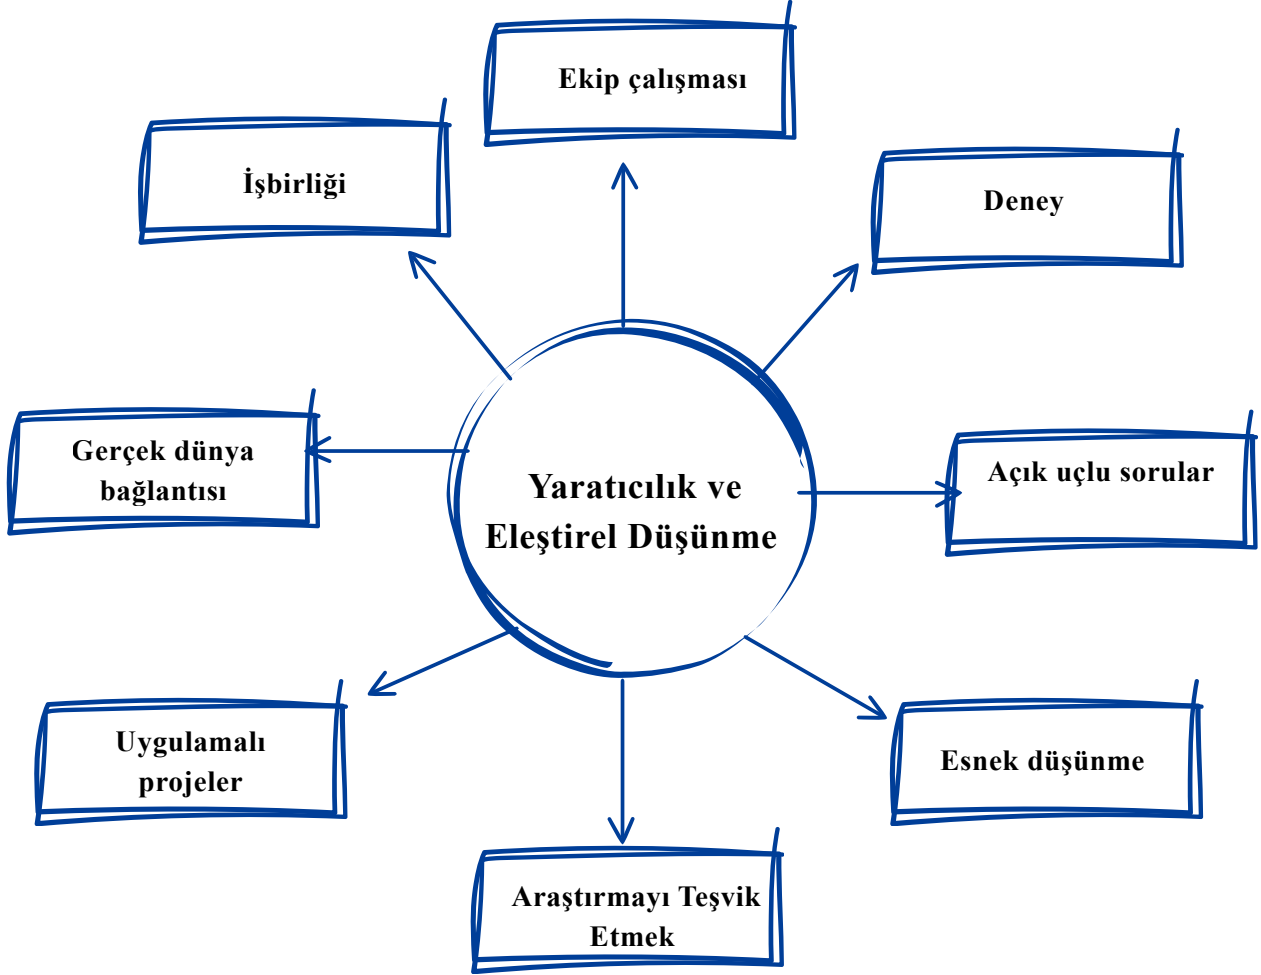 Ekip çalışması
İşbirliği
Deney
Gerçek dünya
bağlantısı
Yaratıcılık ve
Eleştirel Düşünme
Açık uçlu sorular
Uygulamalı
projeler
Esnek düşünme
Araştırmayı Teşvik
Etmek